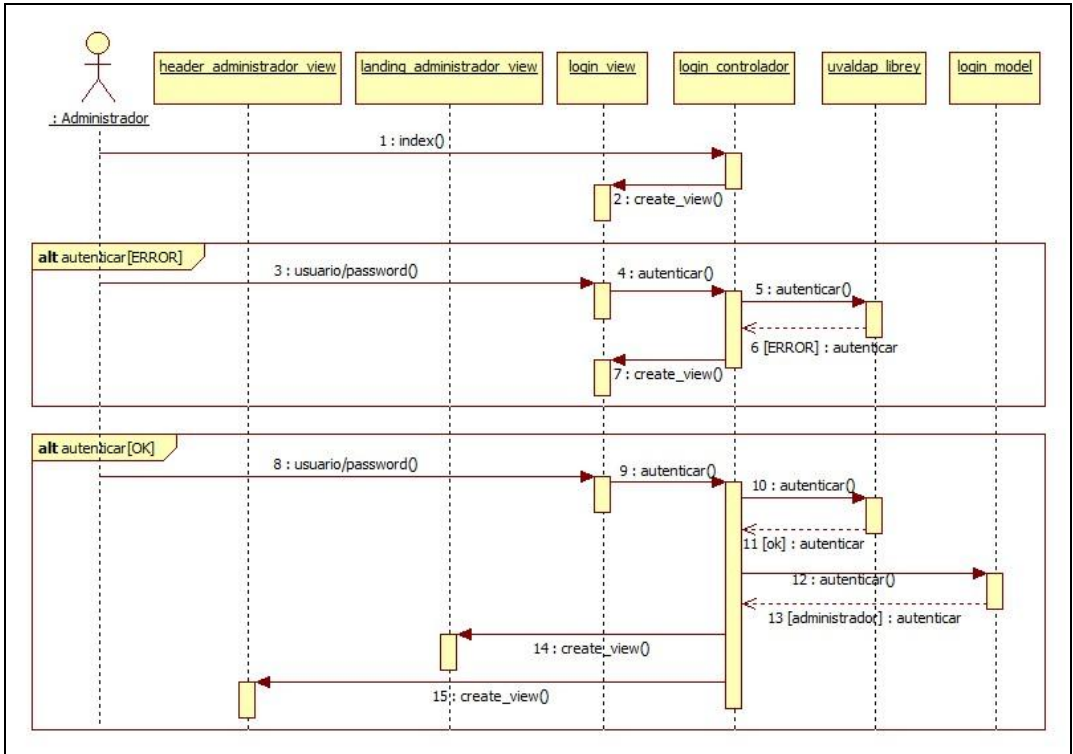 header_administrador_view
landing_administrador_view
login_view
login_controlador
uvaldap_librey
login_model
: Administrador
1 : index()
2 : create_view()
alt autenticar[ERROR]
3 : usuario/password()
4 : autenticar()
5 : autenticar()
6 [ERROR] : autenticar
7 : create_view()
alt autenticar[OK]
8 : usuario/password()
9 : autenticar()
10 : autenticar()
11 [ok] : autenticar
12 : autenticar()
13 [administrador] : autenticar
14 : create_view()
15 : create_view()